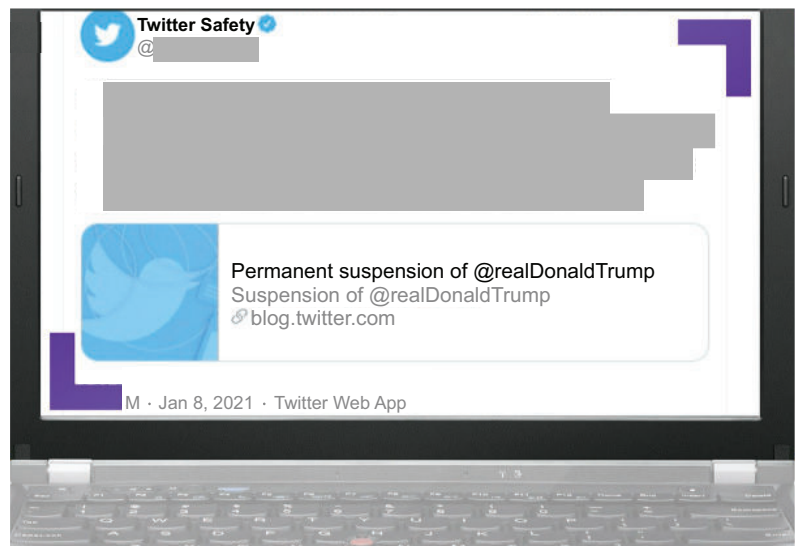 Twitter Safety
@
Permanent suspension of @realDonaldTrump
Suspension of @realDonaldTrump
blog.twitter.com
M · Jan 8, 2021 · Twitter Web App